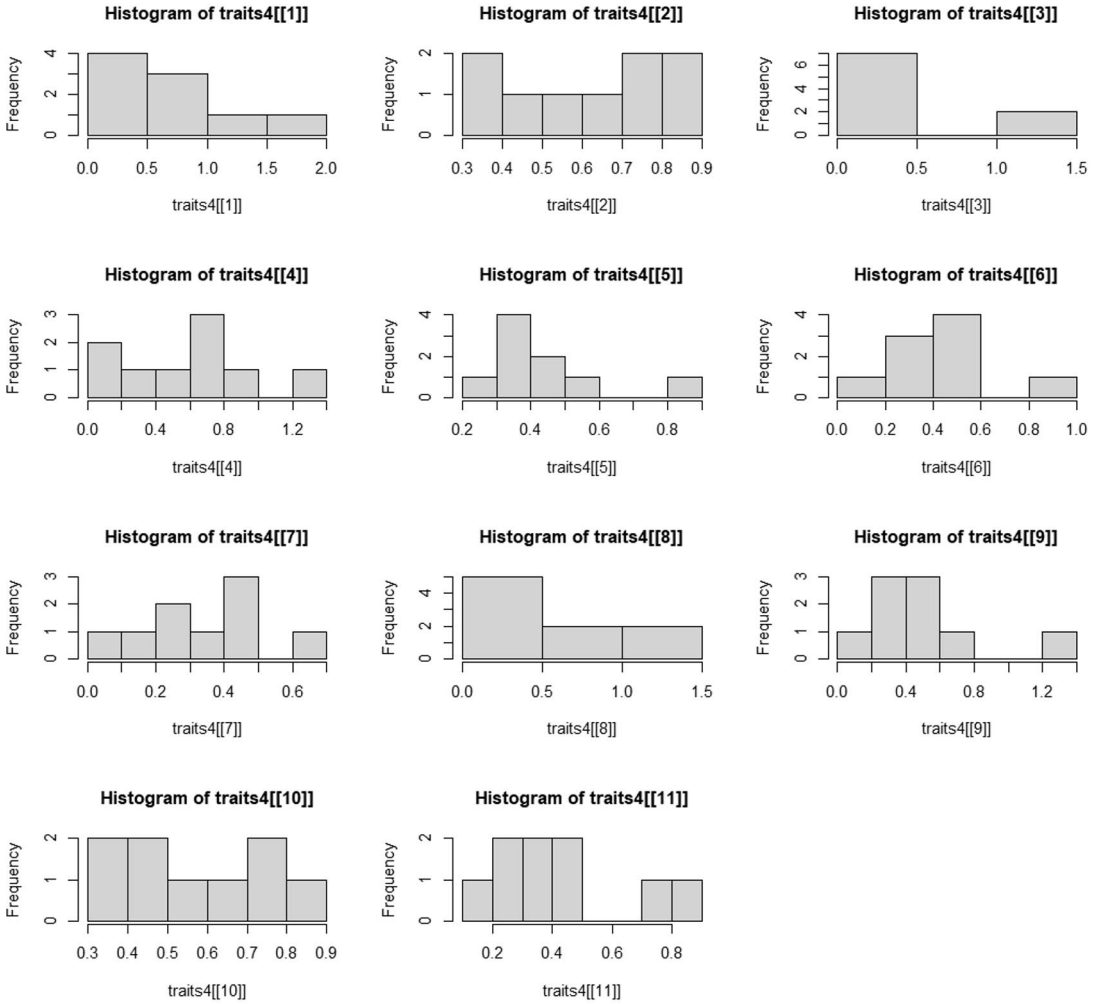 Histogram of traits4[[1]]
Frequency
4
2
0
0.0 0.5 1.0 1.5 2.0
traits4[[1]]
Histogram of traits4[[2]]
Frequency
2
1
0
0.3 0.4 0.5 0.6 0.7 0.8 0.9
traits4[[2]]
Histogram of traits4[[3]]
Frequency
6
4
2
0
0.0 0.5 1.0 1.5
traits4[[3]]
Histogram of traits4[[4]]
Frequency
3
2
1
0
0.0 0.4 0.8 1.2
traits4[[4]]
Histogram of traits4[[5]]
Frequency
4
2
0
0.2 0.4 0.6 0.8
traits4[[5]]
Histogram of traits4[[6]]
Frequency
4
2
0
0.0 0.2 0.4 0.6 0.8 1.0
traits4[[6]]
Histogram of traits4[[7]]
Frequency
3
2
1
0
0.0 0.2 0.4 0.6
traits4[[7]]
Histogram of traits4[[8]]
Frequency
4
2
0
0.0 0.5 1.0 1.5
traits4[[8]]
Histogram of traits4[[9]]
Frequency
3
2
1
0
0.0 0.4 0.8 1.2
traits4[[9]]
Histogram of traits4[[10]]
Frequency
2
1
0
0.3 0.4 0.5 0.6 0.7 0.8 0.9
traits4[[10]]
Histogram of traits4[[11]]
Frequency
2
1
0
0.2 0.4 0.6 0.8
traits4[[11]]